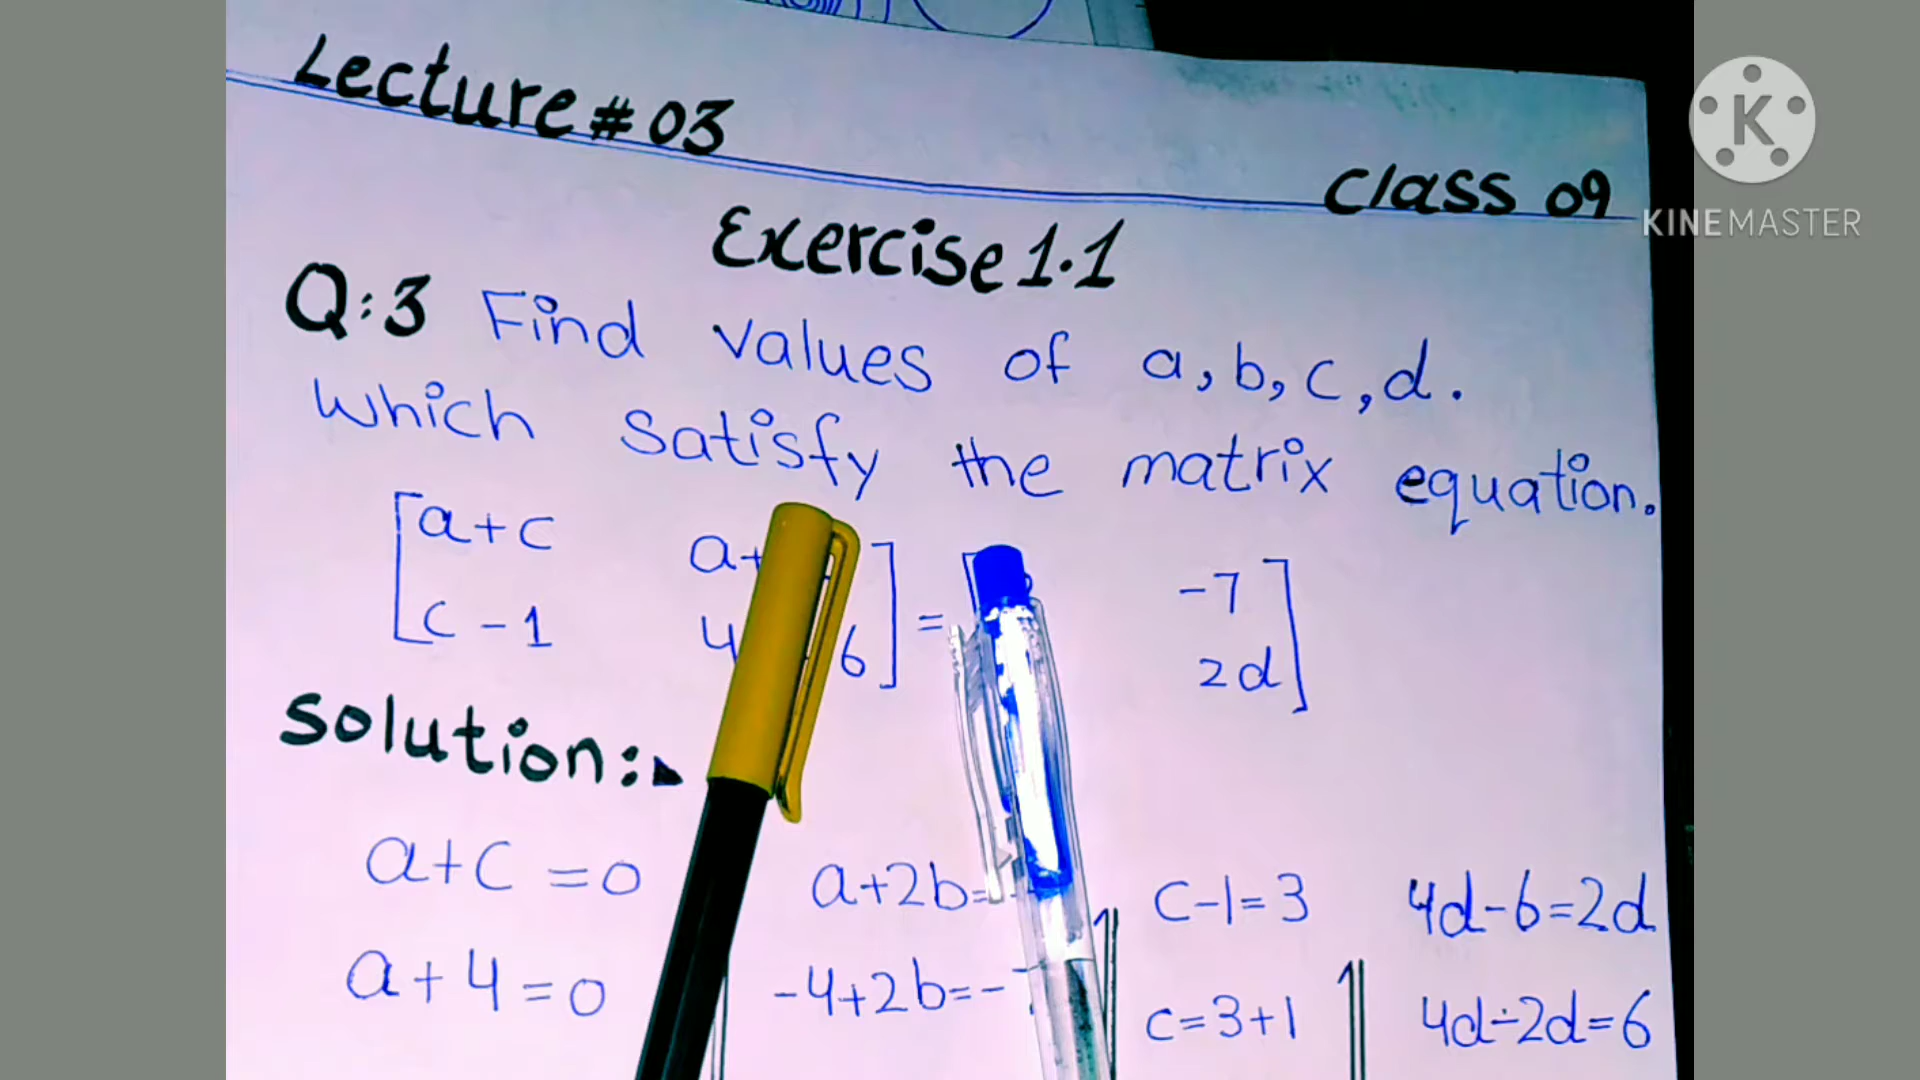 Lecture # 03
Class 09
K
KINEMASTER
Exercise 1.1
Q:3 Find values of a, b, c, d.
which satisfy the matrix equation.
a+c a+ -7
c-1 4 6 = 2d
Solution:-
a+c=0 a+2b=- c-1=3 4d-6=2d
a+4=0 -4+2b=-7 c=3+1 4d-2d=6